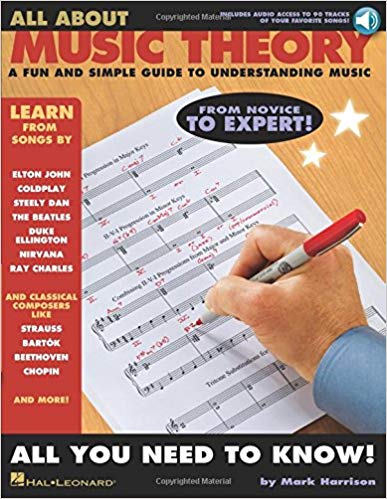 ALL ABOUT
INCLUDES AUDIO ACCESS TO 90 TRACKS
OF YOUR FAVORITE SONGS!
MUSIC THEORY
A FUN AND SIMPLE GUIDE TO UNDERSTANDING MUSIC
FROM NOVICE
TO EXPERT!
LEARN
FROM
SONGS BY
ELTON JOHN
COLDPLAY
STEELY DAN
THE BEATLES
DUKE
ELLINGTON
NIRVANA
RAY CHARLES
AND CLASSICAL
COMPOSERS
LIKE
STRAUSS
BARTÓK
BEETHOVEN
CHOPIN
AND MORE!
Progression in Major Keys
II-V-I Progression in Minor Keys
Combining II-V-I Progressions from Major and Minor Keys
Tritone Substitutions for
ALL YOU NEED TO KNOW!
HAL•LEONARD®
by Mark Harrison